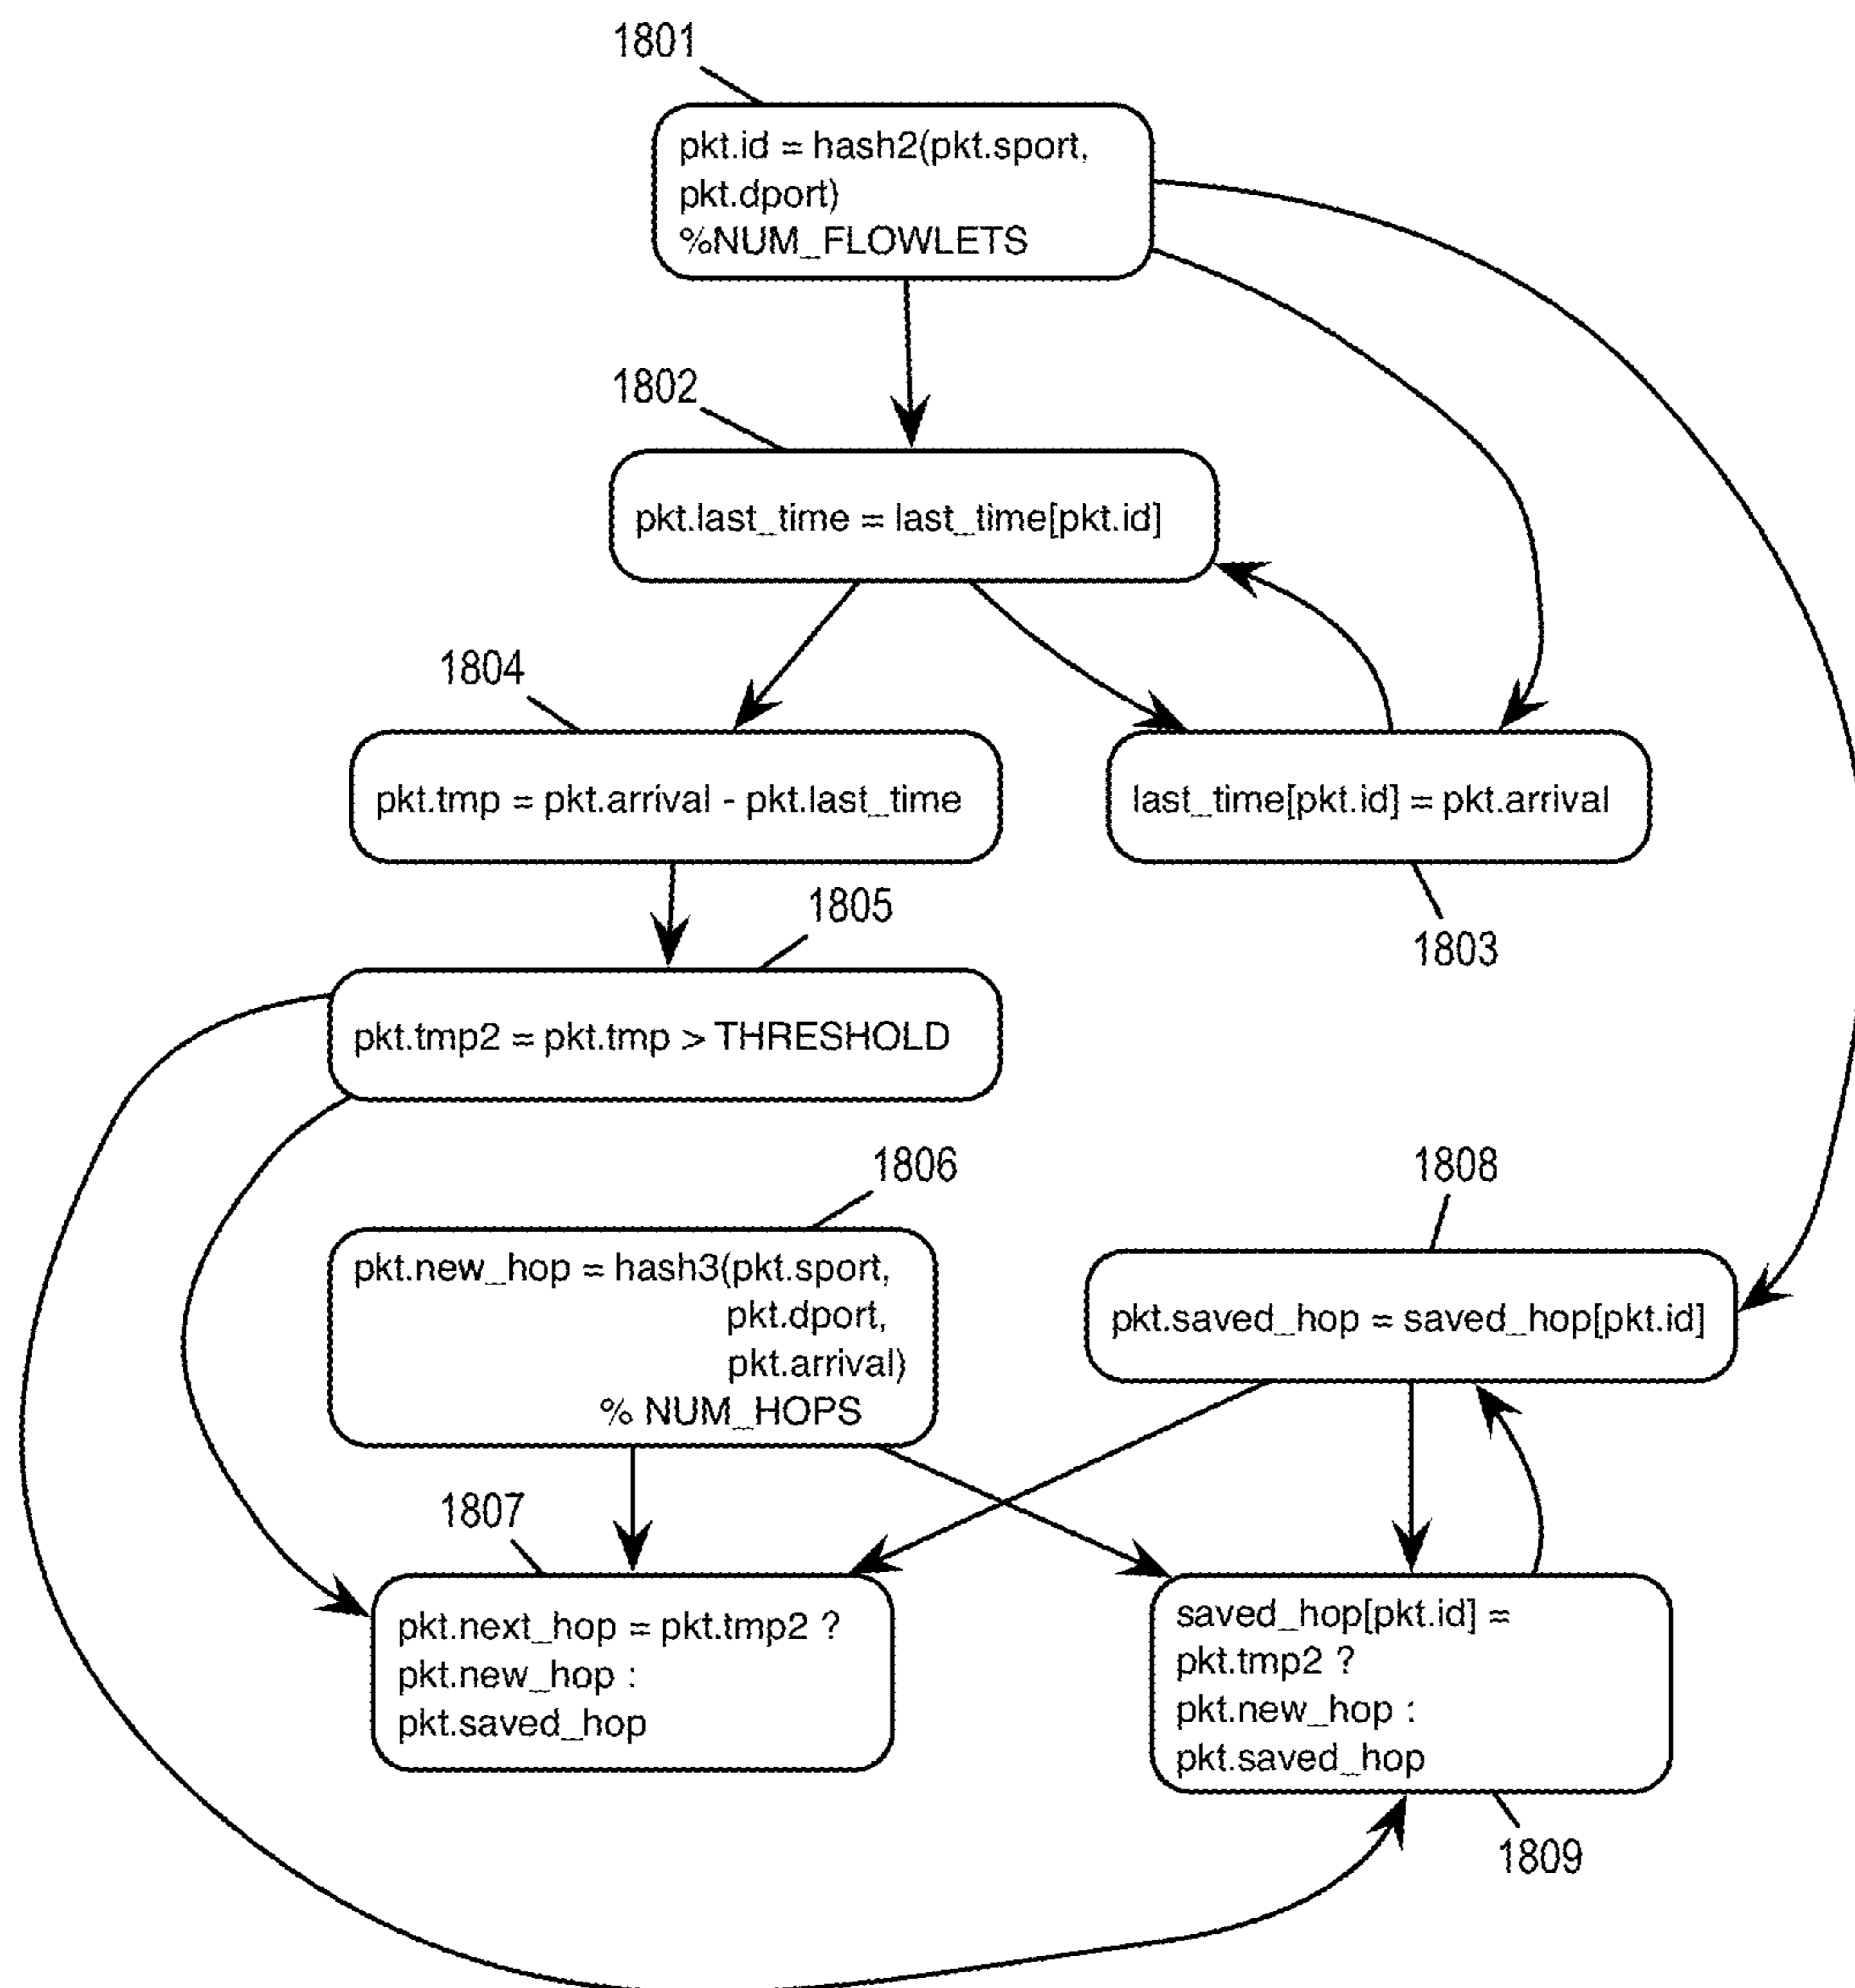 1801
pkt.id = hash2(pkt.sport,
pkt.dport)
%NUM_FLOWLETS
1802
pkt.last_time = last_time[pkt.id]
1804
pkt.tmp = pkt.arrival - pkt.last_time
last_time[pkt.id] = pkt.arrival
1803
1805
pkt.tmp2 = pkt.tmp > THRESHOLD
1806
pkt.new_hop = hash3(pkt.sport,
pkt.dport,
pkt.arrival)
% NUM_HOPS
1808
pkt.saved_hop = saved_hop[pkt.id]
1807
pkt.next_hop = pkt.tmp2 ?
pkt.new_hop :
pkt.saved_hop
saved_hop[pkt.id] =
pkt.tmp2 ?
pkt.new_hop :
pkt.saved_hop
1809